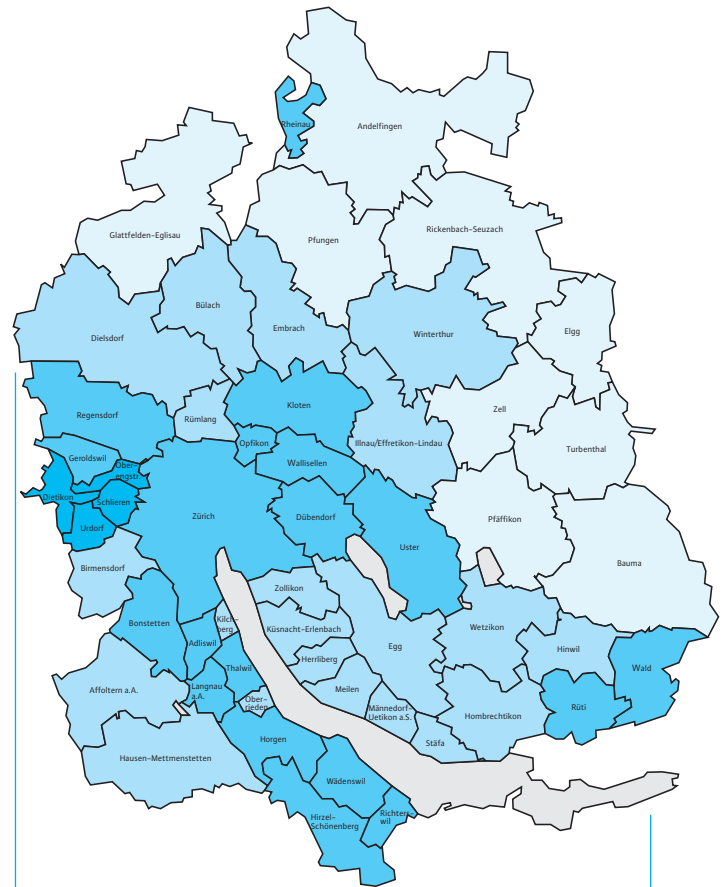 Rheinau
Andelfingen
Glattfelden–Eglisau
Pfungen
Rickenbach–Seuzach
Bülach
Embrach
Winterthur
Elgg
Dielsdorf
Regensdorf
Rümlang
Kloten
Zell
Opfikon
Illnau/Effretikon–Lindau
Turbenthal
Geroldswil
Ober–
engstr.
Wallisellen
Dietikon
Schlieren
Zürich
Dübendorf
Pfäffikon
Urdorf
Uster
Birmensdorf
Bauma
Zollikon
Bonstetten
Kilch–
berg
Küsnacht–Erlenbach
Wetzikon
Adliswil
Egg
Hinwil
Herrliberg
Thalwil
Wald
Affoltern a.A.
Langnau
a.A.
Meilen
Ober–
rieden
Männedorf–
Uetikon a.S.
Hombrechtikon
Rüti
Horgen
Stäfa
Hausen–Mettmenstetten
Wädenswil
Hirzel–
Schönenberg
Richters–
wil